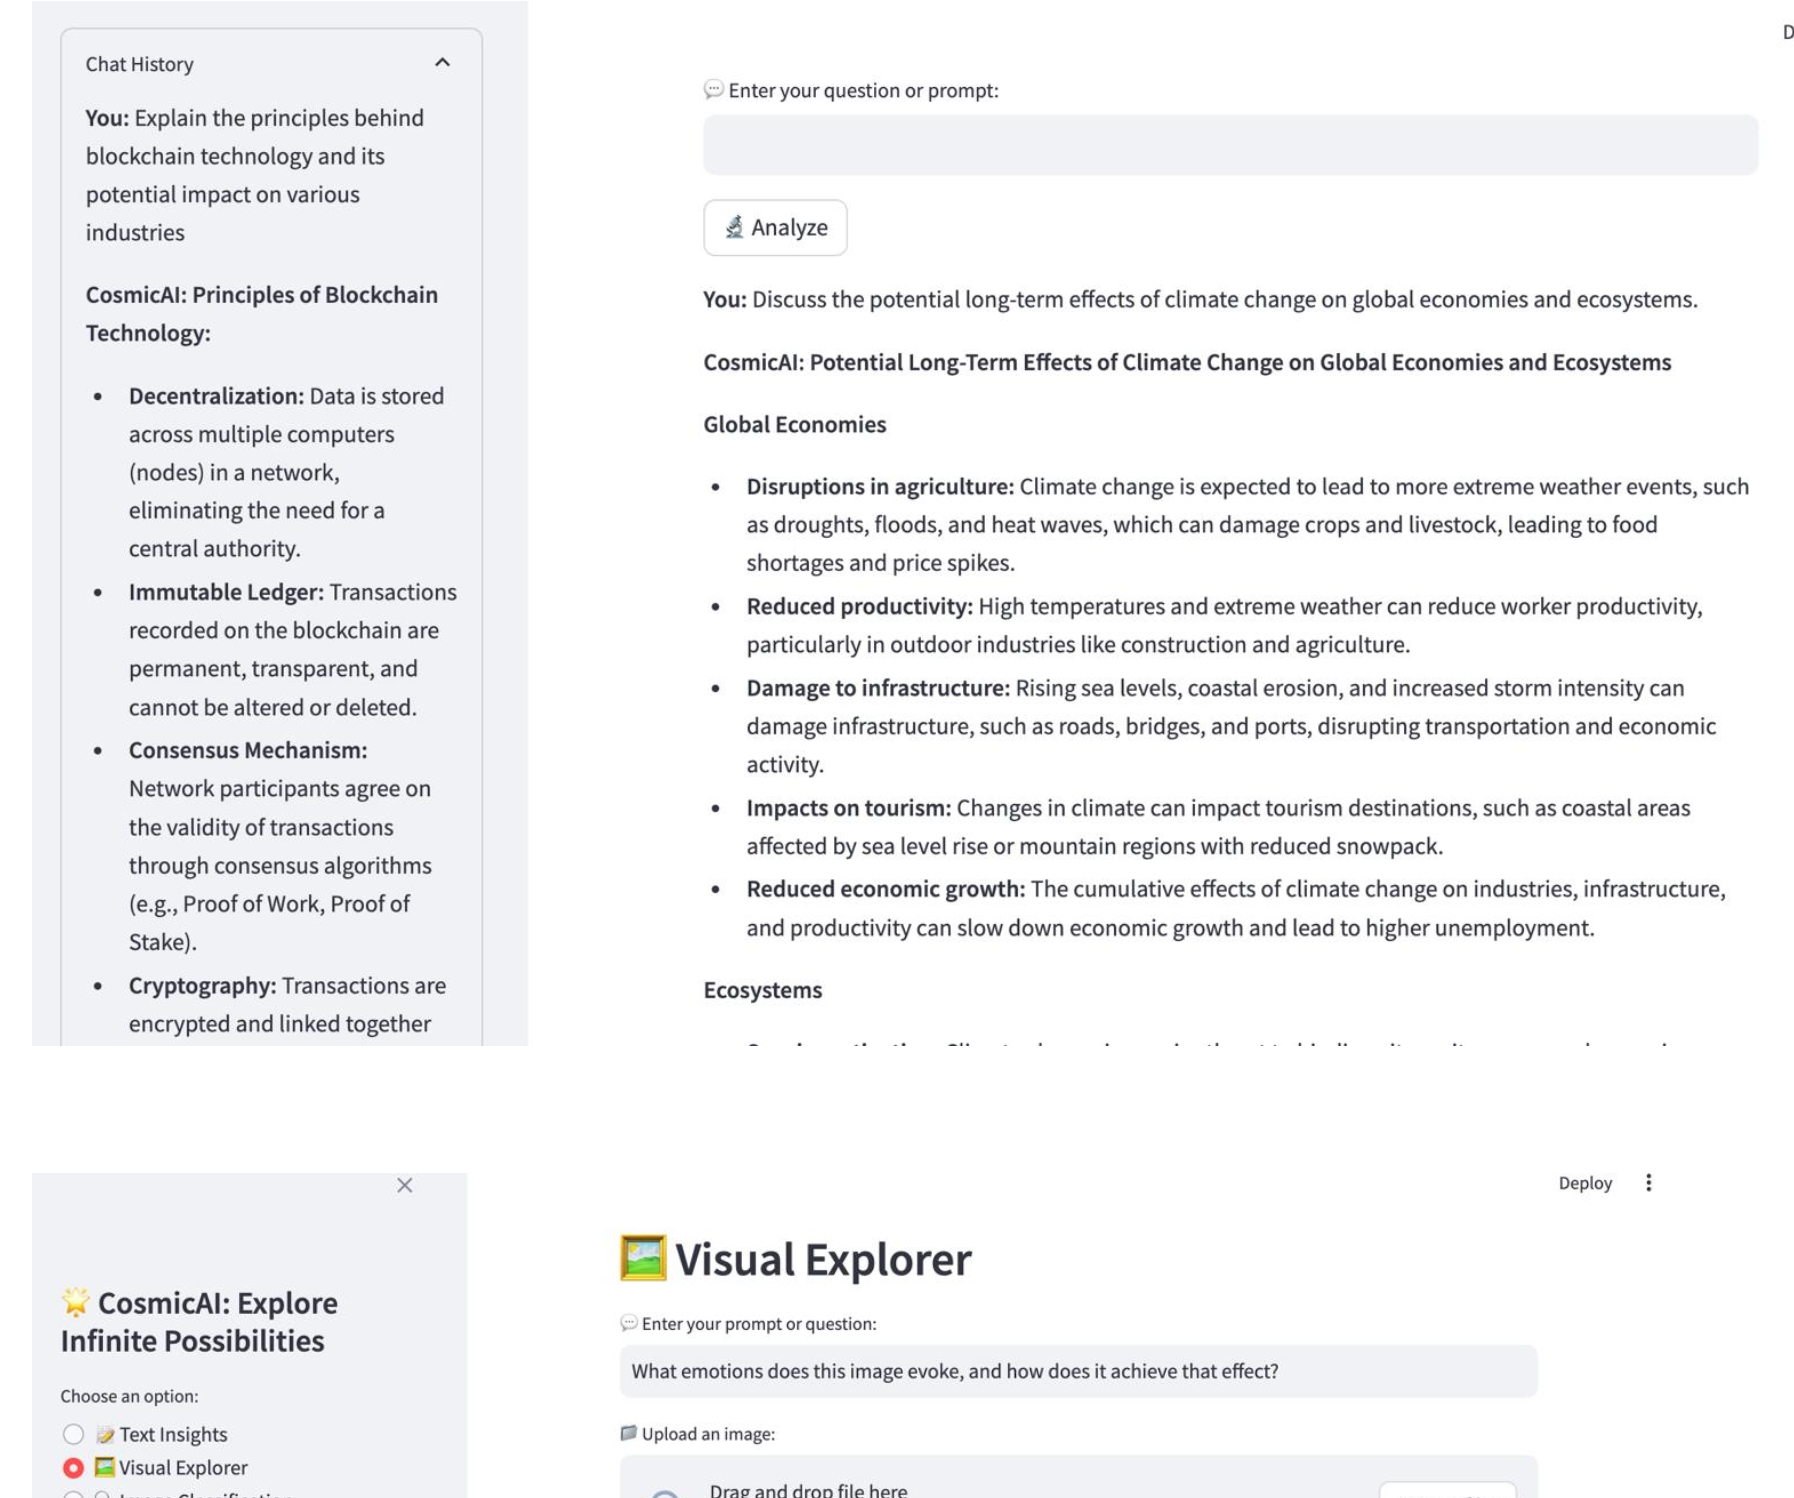 Chat History
You: Explain the principles behind
blockchain technology and its
potential impact on various
industries
CosmicAI: Principles of Blockchain
Technology:
• Decentralization: Data is stored
across multiple computers
(nodes) in a network,
eliminating the need for a
central authority.
• Immutable Ledger: Transactions
recorded on the blockchain are
permanent, transparent, and
cannot be altered or deleted.
• Consensus Mechanism:
Network participants agree on
the validity of transactions
through consensus algorithms
(e.g., Proof of Work, Proof of
Stake).
• Cryptography: Transactions are
encrypted and linked together
D
Enter your question or prompt:
Analyze
You: Discuss the potential long-term effects of climate change on global economies and ecosystems.
CosmicAI: Potential Long-Term Effects of Climate Change on Global Economies and Ecosystems
Global Economies
• Disruptions in agriculture: Climate change is expected to lead to more extreme weather events, such
as droughts, floods, and heat waves, which can damage crops and livestock, leading to food
shortages and price spikes.
• Reduced productivity: High temperatures and extreme weather can reduce worker productivity,
particularly in outdoor industries like construction and agriculture.
• Damage to infrastructure: Rising sea levels, coastal erosion, and increased storm intensity can
damage infrastructure, such as roads, bridges, and ports, disrupting transportation and economic
activity.
• Impacts on tourism: Changes in climate can impact tourism destinations, such as coastal areas
affected by sea level rise or mountain regions with reduced snowpack.
• Reduced economic growth: The cumulative effects of climate change on industries, infrastructure,
and productivity can slow down economic growth and lead to higher unemployment.
Ecosystems
CosmicAI: Explore
Infinite Possibilities
Choose an option:
Text Insights
Visual Explorer
Image Classification
Deploy
Visual Explorer
Enter your prompt or question:
What emotions does this image evoke, and how does it achieve that effect?
Upload an image:
Drag and drop file here